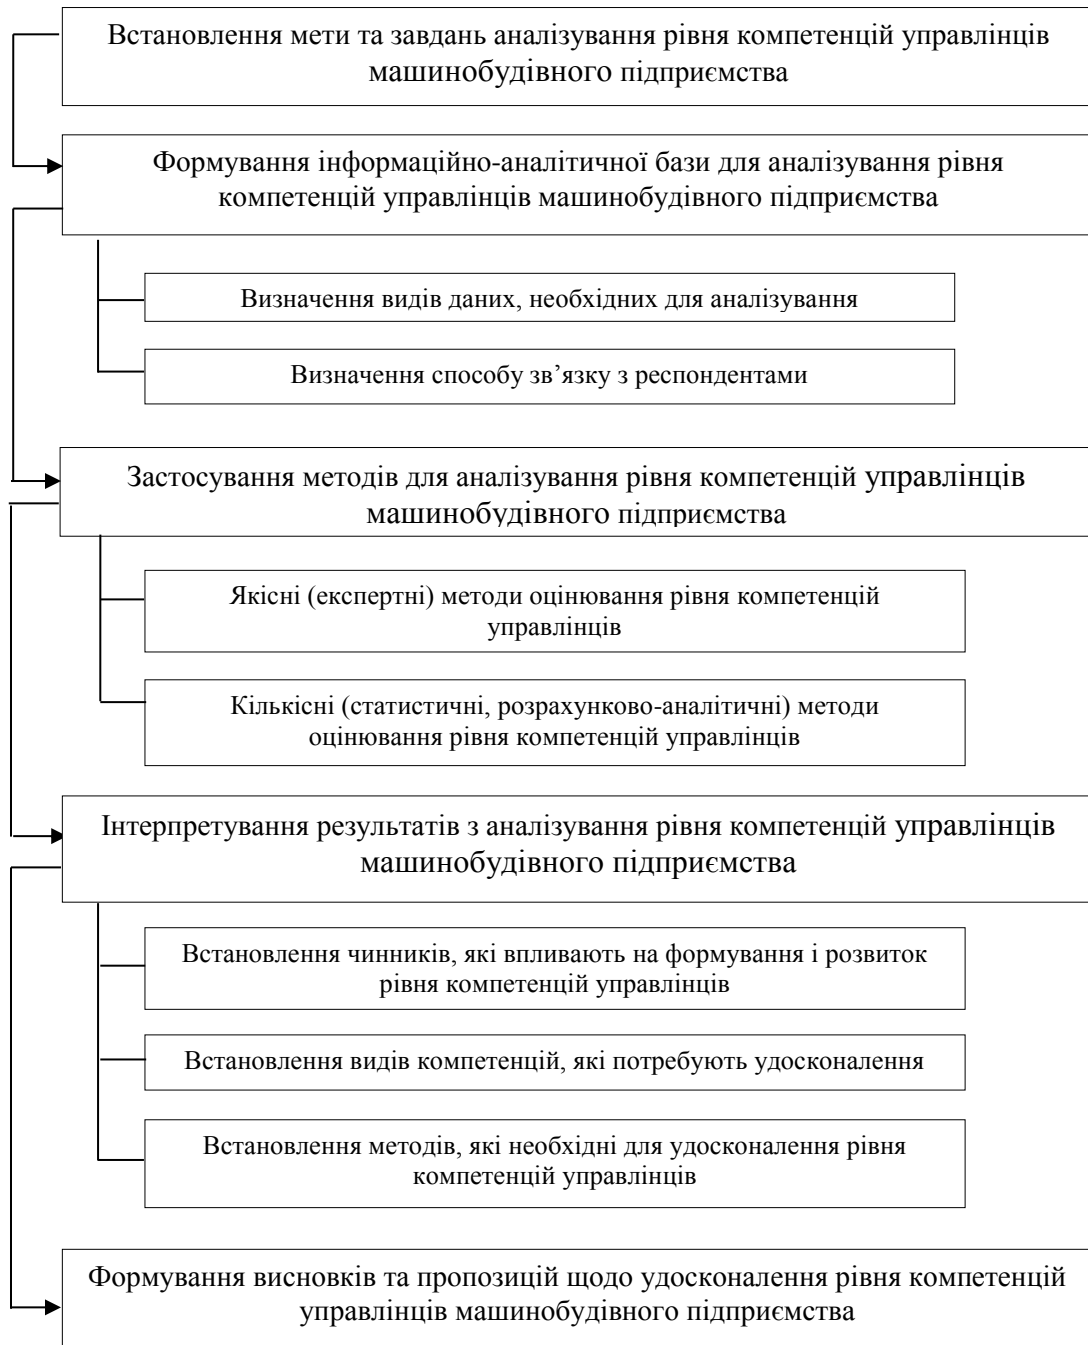 Встановлення мети та завдань аналізування рівня компетенцій управлінців
машинобудівного підприємства
Формування інформаційно-аналітичної бази для аналізування рівня
компетенцій управлінців машинобудівного підприємства
Визначення видів даних, необхідних для аналізування
Визначення способу зв’язку з респондентами
Застосування методів для аналізування рівня компетенцій управлінців
машинобудівного підприємства
Якісні (експертні) методи оцінювання рівня компетенцій
управлінців
Кількісні (статистичні, розрахунково-аналітичні) методи
оцінювання рівня компетенцій управлінців
Інтерпретування результатів з аналізування рівня компетенцій управлінців
машинобудівного підприємства
Встановлення чинників, які впливають на формування і розвиток
рівня компетенцій управлінців
Встановлення видів компетенцій, які потребують удосконалення
Встановлення методів, які необхідні для удосконалення рівня
компетенцій управлінців
Формування висновків та пропозицій щодо удосконалення рівня компетенцій
управлінців машинобудівного підприємства